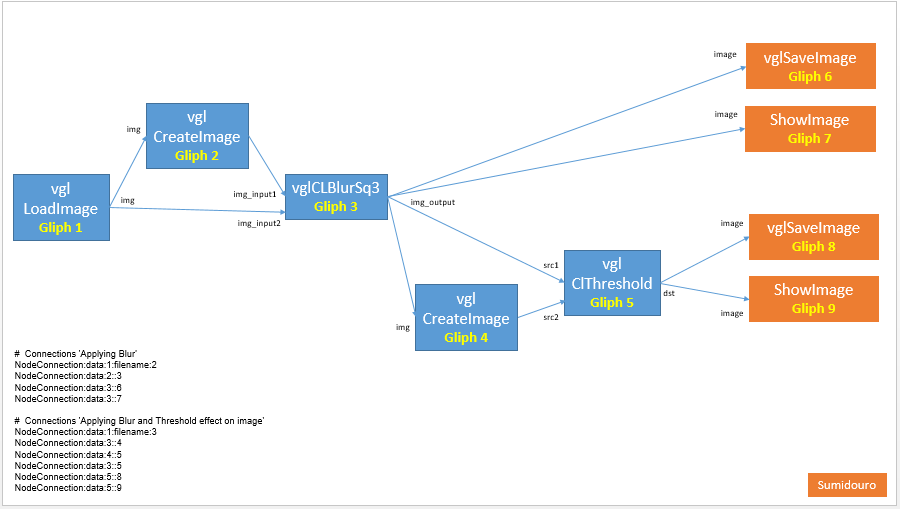 image
vglSaveImage
Gliph 6
image
ShowImage
Gliph 7
img
vgl
CreateImage
Gliph 2
vgl
LoadImage
Gliph 1
img
img_input1
img_input2
vglCLBlurSq3
Gliph 3
img_output
image
vglSaveImage
Gliph 8
src1
vgl
ClThreshold
Gliph 5
dst
src2
image
ShowImage
Gliph 9
img
vgl
CreateImage
Gliph 4
# Connections 'Applying Blur'
NodeConnection:data:1:filename:2
NodeConnection:data:2::3
NodeConnection:data:3::6
NodeConnection:data:3::7
# Connections 'Applying Blur and Threshold effect on image'
NodeConnection:data:1:filename:3
NodeConnection:data:3::4
NodeConnection:data:4::5
NodeConnection:data:3::5
NodeConnection:data:5::8
NodeConnection:data:5::9
Sumidouro